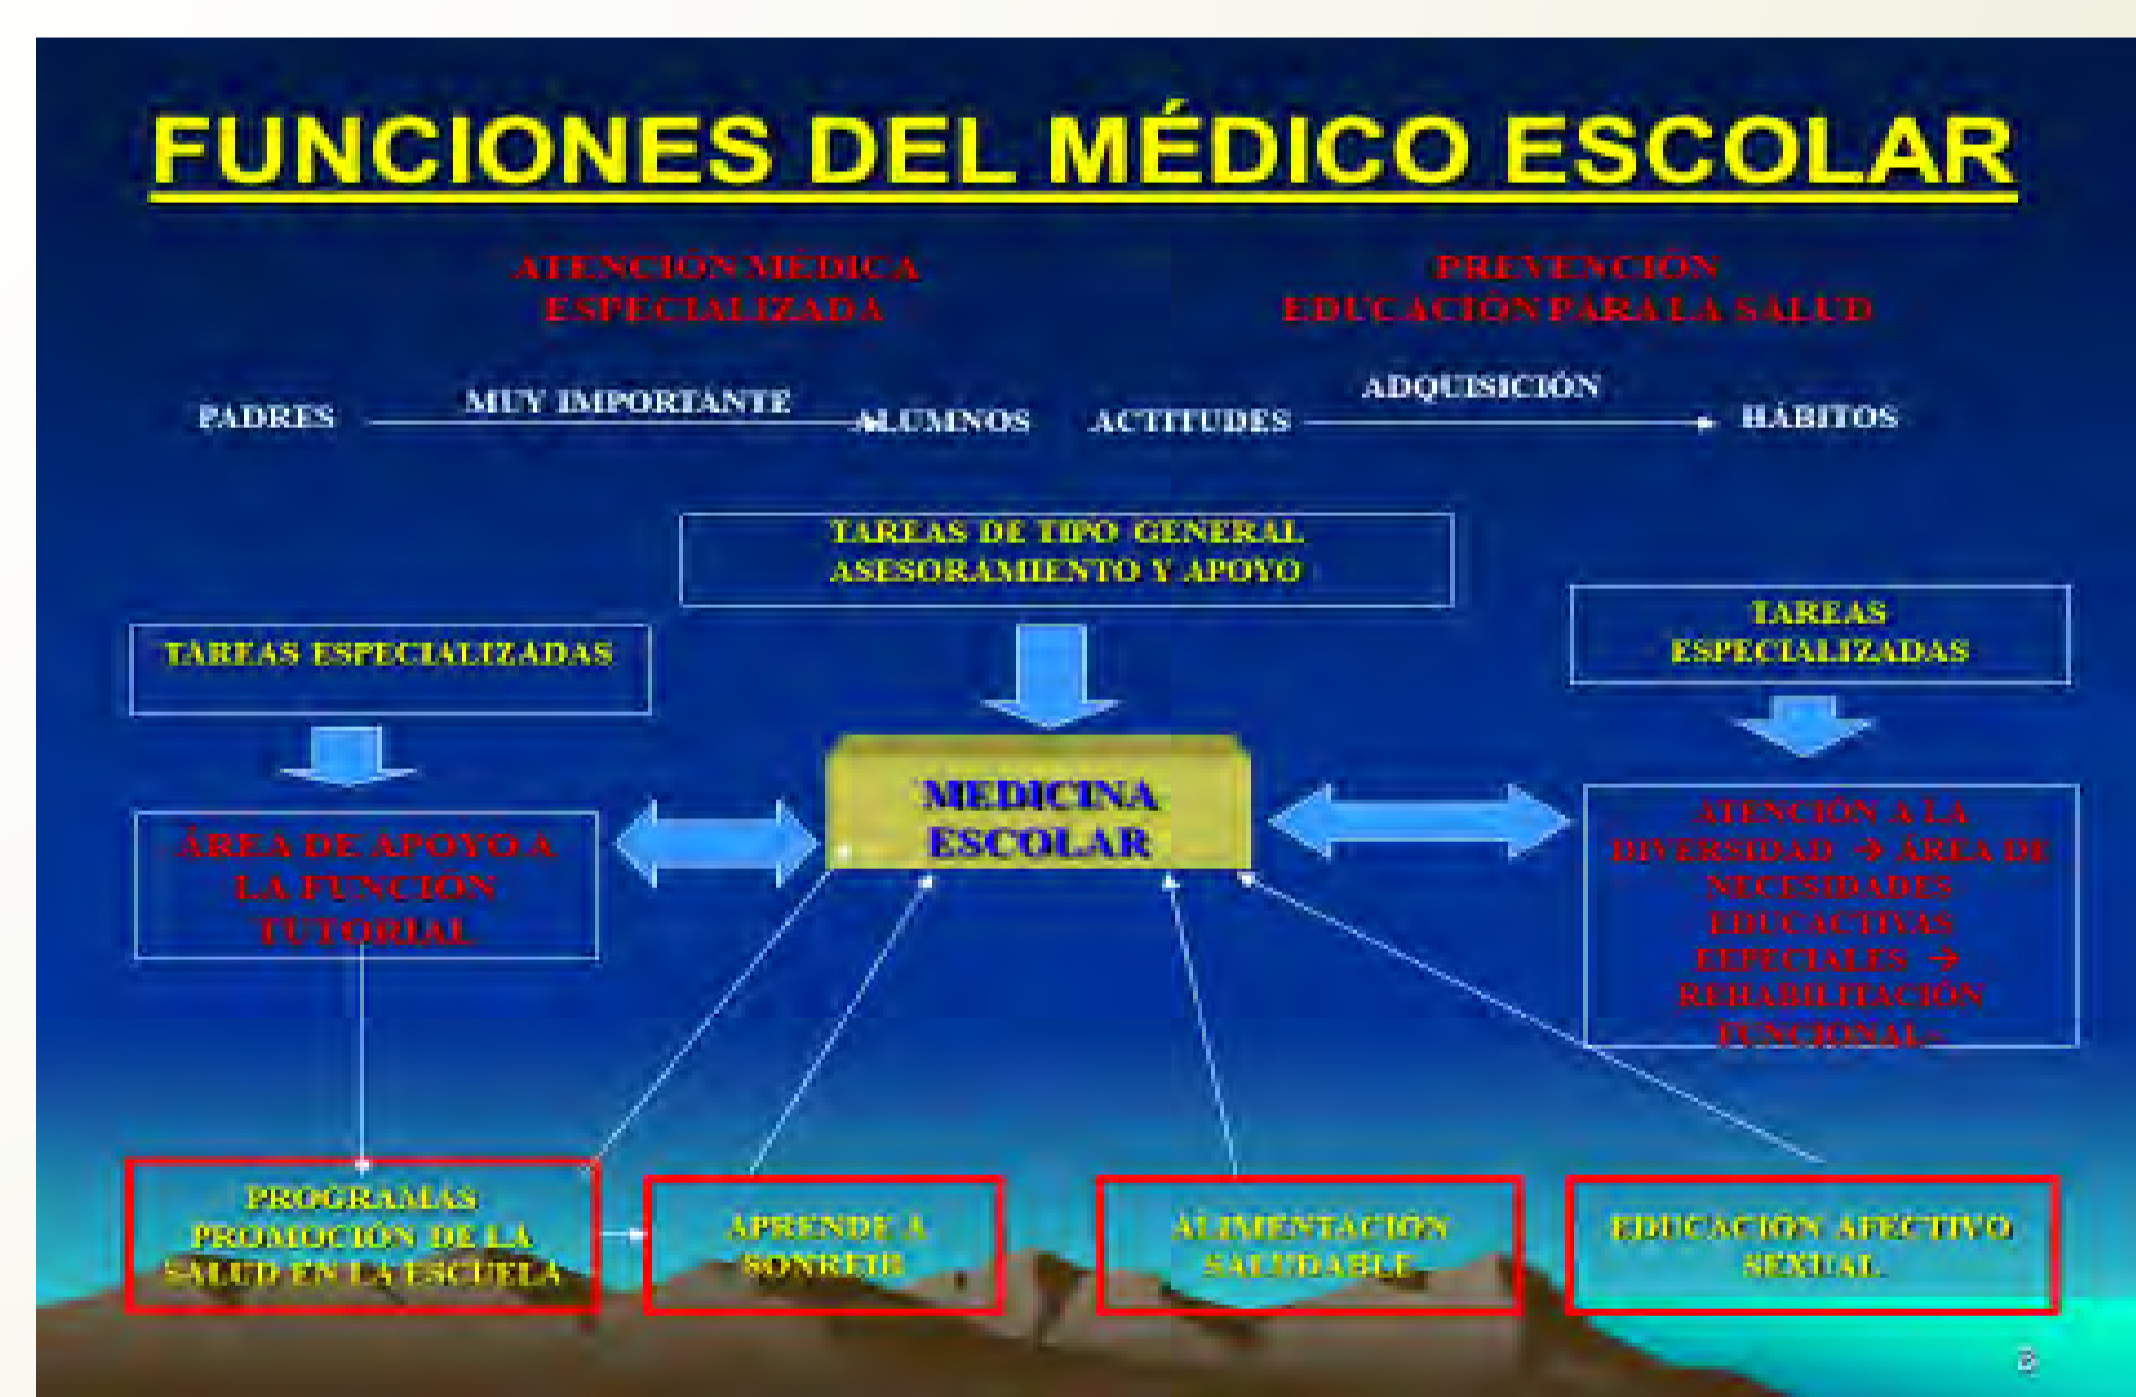 FUNCIONES DEL MÉDICO ESCOLAR
ATENCIÓN MÉDICA
ESPECIALIZADA
PREVENCIÓN
EDUCACIÓN PARA LA SALUD
PADRES
MUY IMPORTANTE
ALUMNOS
ACTITUDES
ADQUISICIÓN
HÁBITOS
TAREAS DE TIPO GENERAL
ASESORAMIENTO Y APOYO
TAREAS ESPECIALIZADAS
TAREAS
ESPECIALIZADAS
MEDICINA
ESCOLAR
ÁREA DE APOYO A
LA FUNCIÓN
TUTORIAL
ATENCIÓN A LA
DIVERSIDAD → ÁREA DE
NECESIDADES
EDUCACTIVAS
EEPECIALES →
REHABILITACIÓN
FUNCIONAL-
PROGRAMAS
PROMOCIÓN DE LA
SALUD EN LA ESCUELA
APRENDE A
SONREIR
ALIMENTACIÓN
SALUDABLE
EDUCACIÓN AFECTIVO
SEXUAL